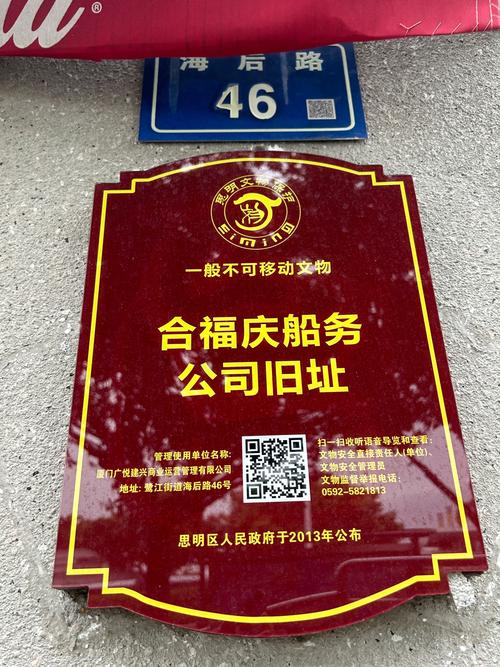 ®
海后路
46
思明文物保护
Siming
一般不可移动文物
合福庆船务
公司旧址
管理使用单位名称:
厦门广悦建兴商业运营管理有限公司
地址: 鹭江街道海后路46号
扫一扫收听语音导览和查看:
文物安全直接责任人(单位)、
文物安全管理员
文物监督举报电话:
0592-5821813
思明区人民政府于2013年公布